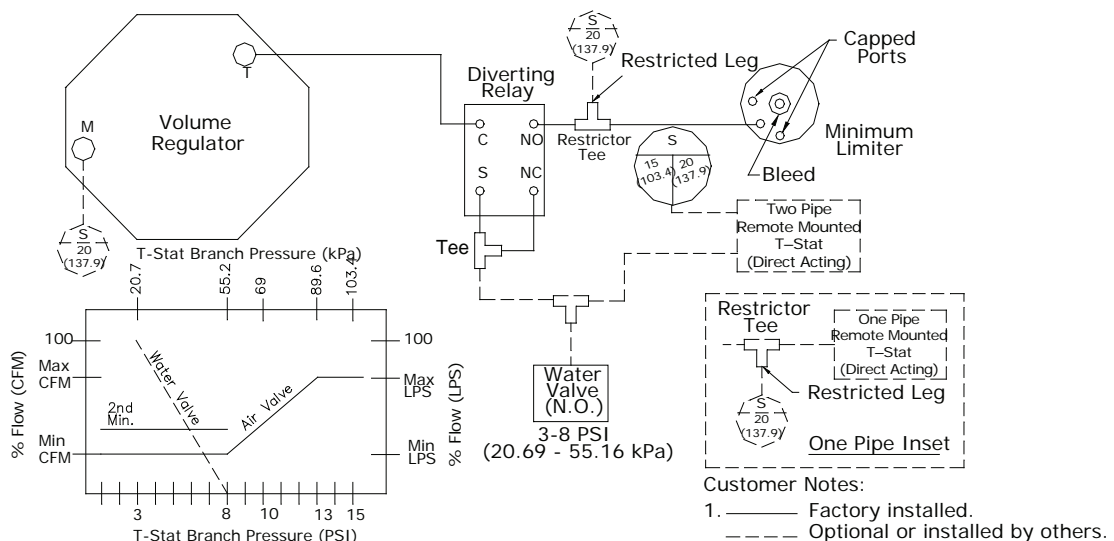 S
20
(137.9)
Restricted Leg
Capped
Ports
T
Diverting
Relay
M
Volume
Regulator
C
NO
Restrictor
Tee
Minimum
Limiter
S
15
(103.4)
20
(137.9)
S
NC
Bleed
S
20
(137.9)
Tee
Two Pipe
Remote Mounted
T-Stat
(Direct Acting)
T-Stat Branch Pressure (kPa)
20.7
55.2
69
89.6
103.4
100
100
% Flow (CFM)
Max
CFM
Min
CFM
2nd
Min.
Water Valve
Air Valve
Max
LPS
Min
LPS
% Flow (LPS)
3
8
10
13
15
T-Stat Branch Pressure (PSI)
Water
Valve
(N.O.)
3-8 PSI
(20.69 - 55.16 kPa)
Restrictor
Tee
One Pipe
Remote Mounted
T-Stat
(Direct Acting)
Restricted Leg
S
20
(137.9)
One Pipe Inset
Customer Notes:
1. Factory installed.
Optional or installed by others.